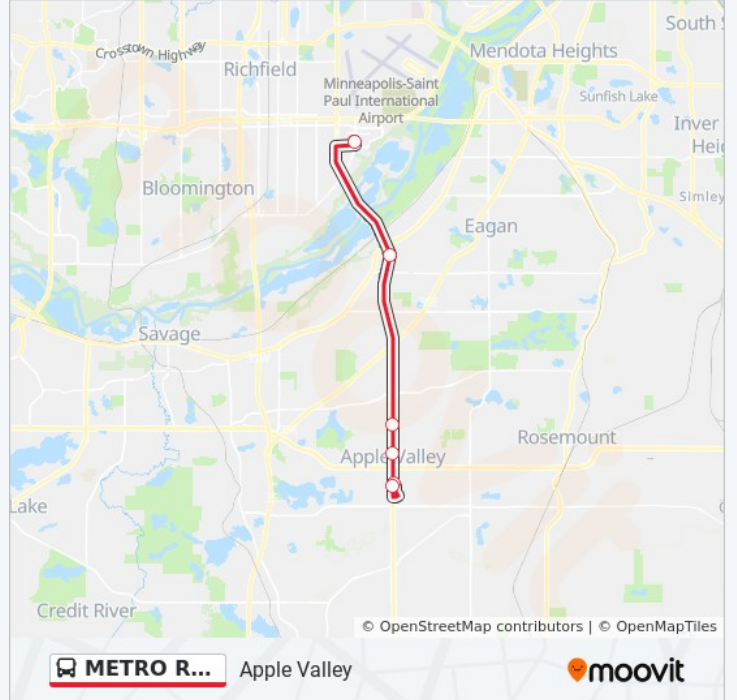 South S
Crosstown Highway
Mendota Heights
Richfield
Minneapolis-Saint
Paul International
Airport
Sunfish Lake
Inver
Hei
Bloomington
Simley
Eagan
Savage
Rosemount
Apple Valley
Lake
Credit River
© OpenStreetMap contributors | © OpenMapTiles
METRO R...
Apple Valley
moovit